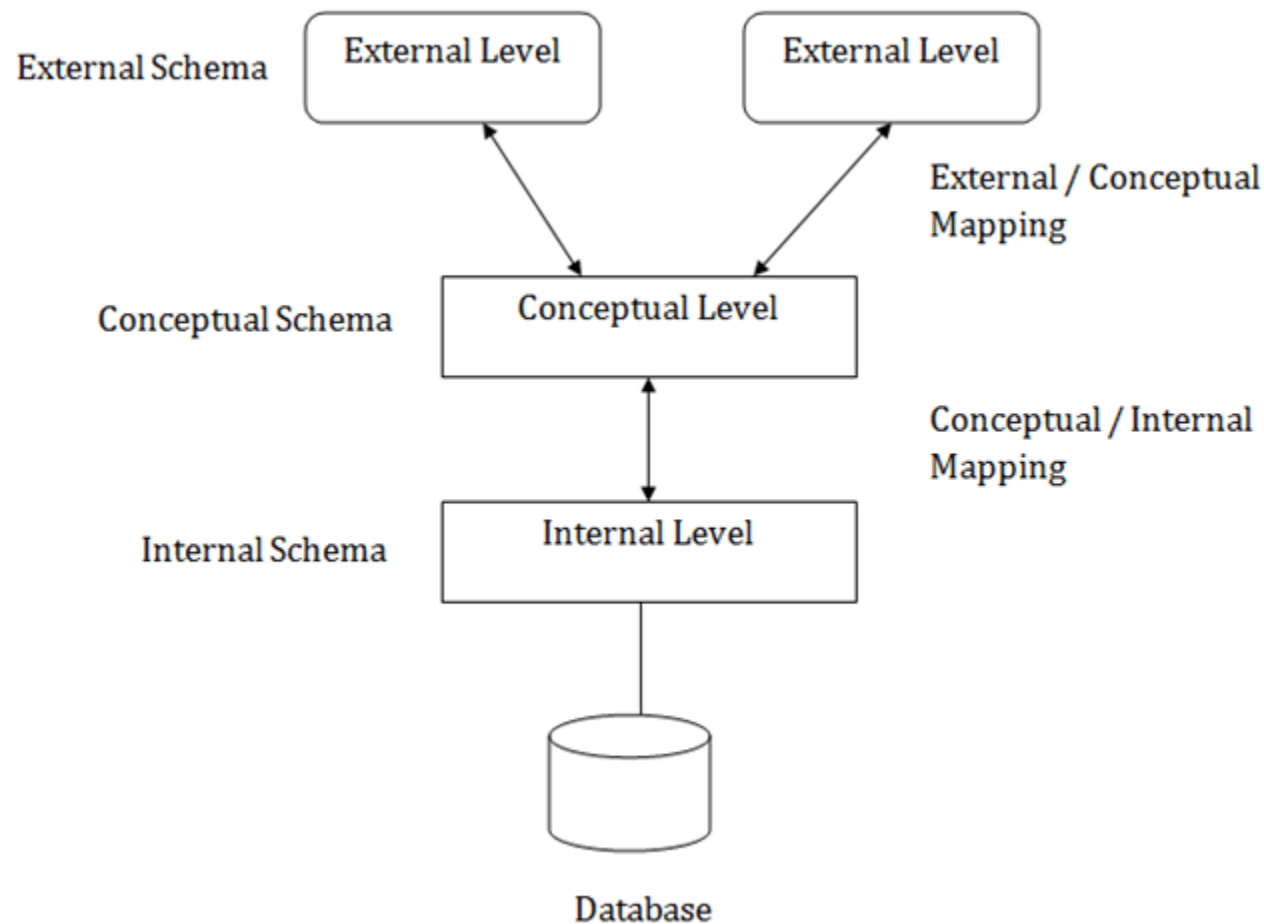 External Schema
External Level
External Level
External / Conceptual
Mapping
Conceptual Schema
Conceptual Level
Conceptual / Internal
Mapping
Internal Schema
Internal Level
Database